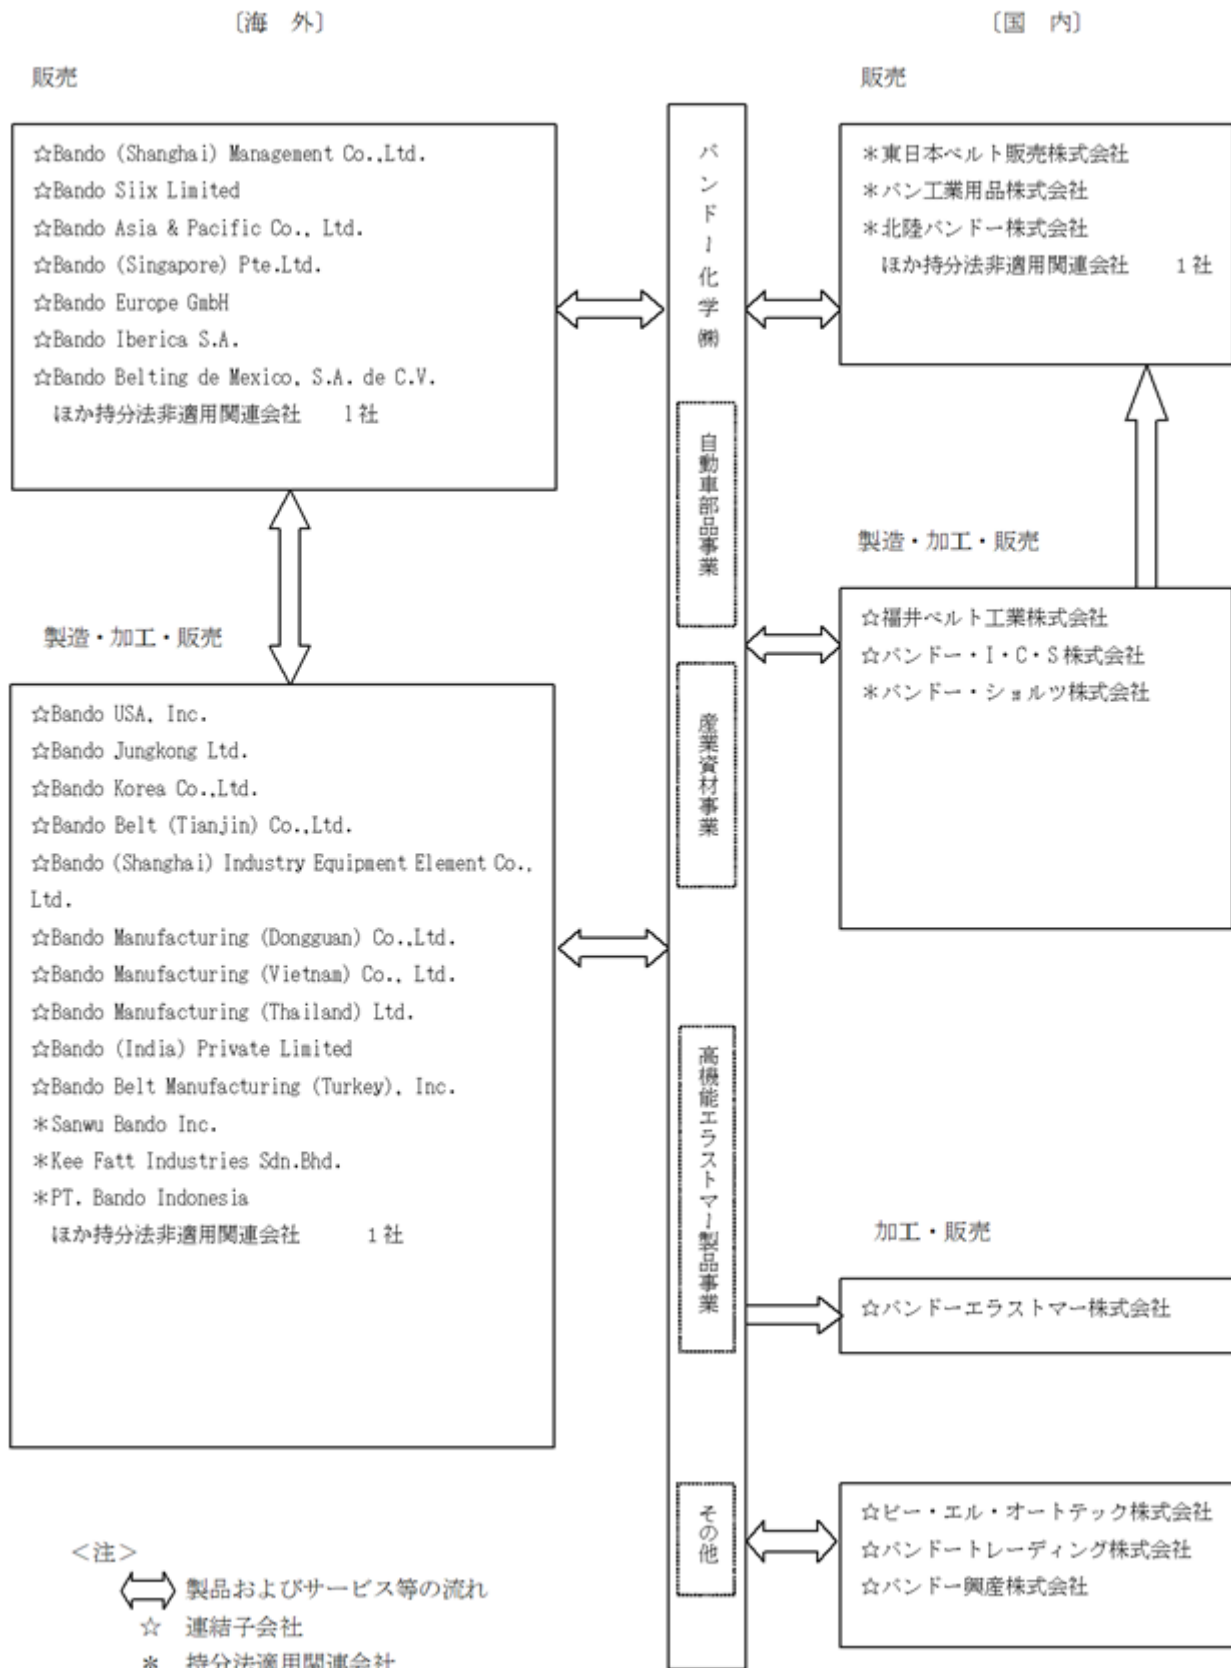 〔海　外〕
販売
☆Bando (Shanghai) Management Co.,Ltd.
☆Bando Siix Limited
☆Bando Asia & Pacific Co., Ltd.
☆Bando (Singapore) Pte.Ltd.
☆Bando Europe GmbH
☆Bando Iberica S.A.
☆Bando Belting de Mexico, S.A. de C.V.
ほか持分法非適用関連会社　　1社
製造・加工・販売
☆Bando USA, Inc.
☆Bando Jungkong Ltd.
☆Bando Korea Co.,Ltd.
☆Bando Belt (Tianjin) Co.,Ltd.
☆Bando (Shanghai) Industry Equipment Element Co.,
Ltd.
☆Bando Manufacturing (Dongguan) Co.,Ltd.
☆Bando Manufacturing (Vietnam) Co., Ltd.
☆Bando Manufacturing (Thailand) Ltd.
☆Bando (India) Private Limited
☆Bando Belt Manufacturing (Turkey), Inc.
＊Sanwu Bando Inc.
＊Kee Fatt Industries Sdn.Bhd.
＊PT. Bando Indonesia
ほか持分法非適用関連会社　　　1社
＜注＞
製品およびサービス等の流れ
☆　連結子会社
＊　持分法適用関連会社
バンドー化学㈱
自動車部品事業
産業資材事業
高機能エラストマー製品事業
その他
〔国　内〕
販売
＊東日本ベルト販売株式会社
＊バン工業用品株式会社
＊北陸バンドー株式会社
ほか持分法非適用関連会社　　1社
製造・加工・販売
☆福井ベルト工業株式会社
☆バンドー・I・C・S株式会社
＊バンドー・ショルツ株式会社
加工・販売
☆バンドーエラストマー株式会社
☆ビー・エル・オートテック株式会社
☆バンドートレーディング株式会社
☆バンドー興産株式会社